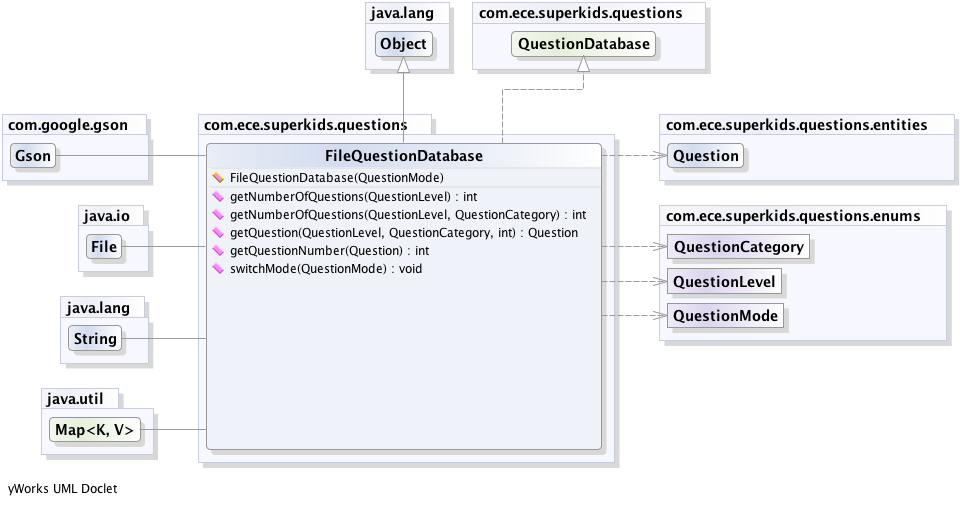 java.lang
Object
com.ece.superkids.questions
QuestionDatabase
com.google.gson
Gson
java.io
File
java.lang
String
java.util
Map<K, V>
com.ece.superkids.questions
FileQuestionDatabase
FileQuestionDatabase(QuestionMode)
getNumberOfQuestions(QuestionLevel) : int
getNumberOfQuestions(QuestionLevel, QuestionCategory) : int
getQuestion(QuestionLevel, QuestionCategory, int) : Question
getQuestionNumber(Question) : int
switchMode(QuestionMode) : void
com.ece.superkids.questions.entities
Question
com.ece.superkids.questions.enums
QuestionCategory
QuestionLevel
QuestionMode
yWorks UML Doclet